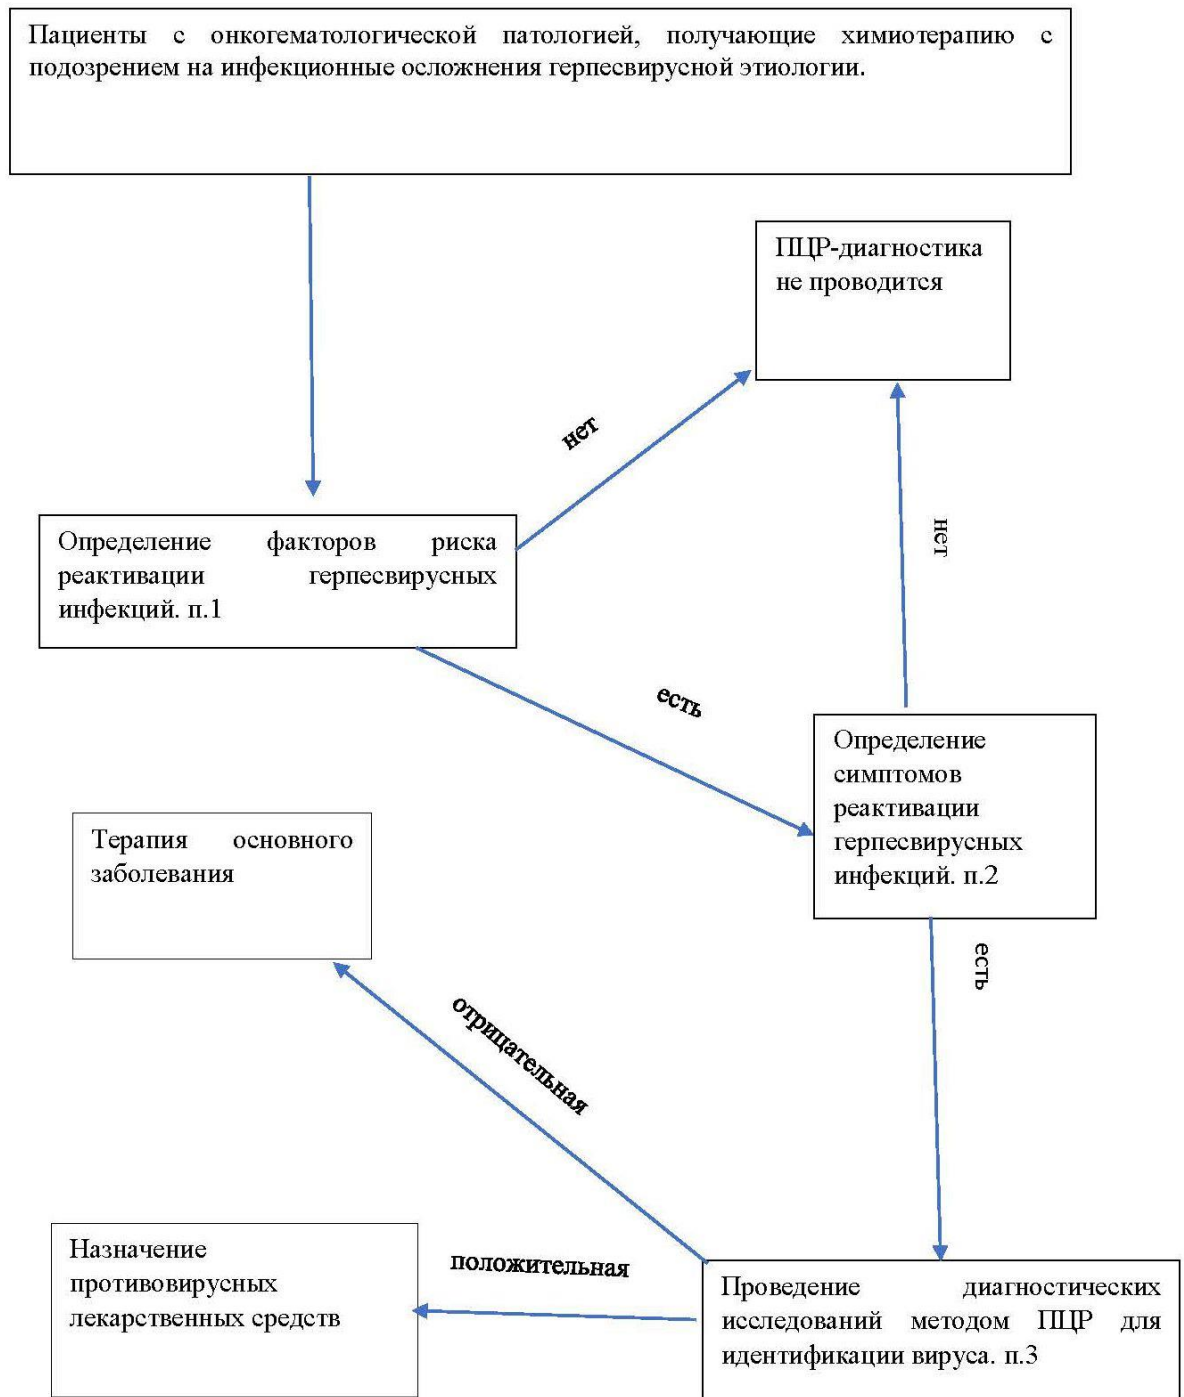 Пациенты с онкогематологической патологией, получающие химиотерапию с
подозрением на инфекционные осложнения герпесвирусной этиологии.
ПЦР-диагностика
не проводится
нет
нет
Определение факторов риска
реактивации герпесвирусных
инфекций. п.1
есть
Определение
симптомов
реактивации
герпесвирусных
инфекций. п.2
Терапия основного
заболевания
есть
отрицательная
Назначение
противовирусных
лекарственных средств
положительная
Проведение диагностических
исследований методом ПЦР для
идентификации вируса. п.3